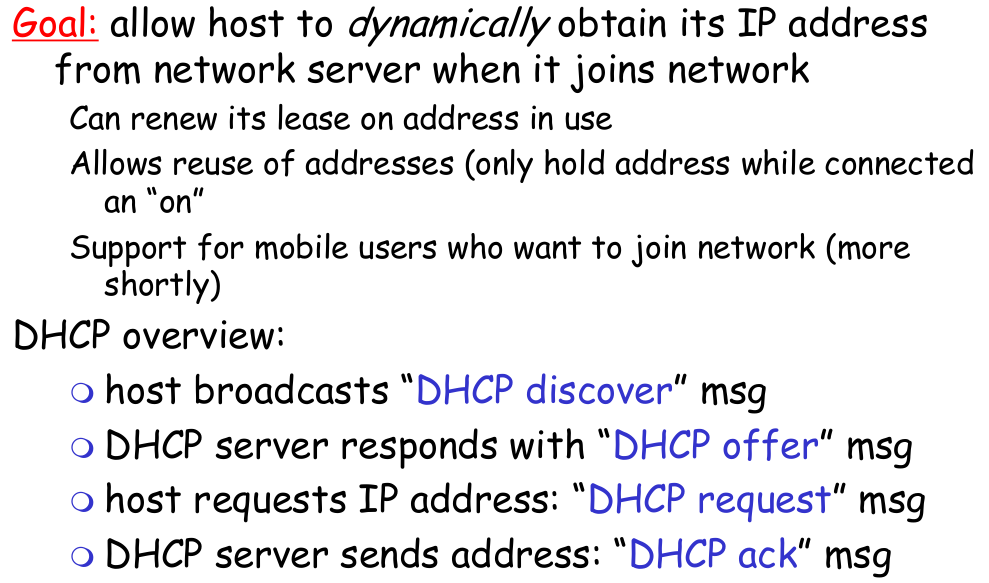 Goal: allow host to dynamically obtain its IP address
from network server when it joins network
Can renew its lease on address in use
Allows reuse of addresses (only hold address while connected
an “on”
Support for mobile users who want to join network (more
shortly)
DHCP overview:
host broadcasts “DHCP discover” msg
DHCP server responds with “DHCP offer” msg
host requests IP address: “DHCP request” msg
DHCP server sends address: “DHCP ack” msg